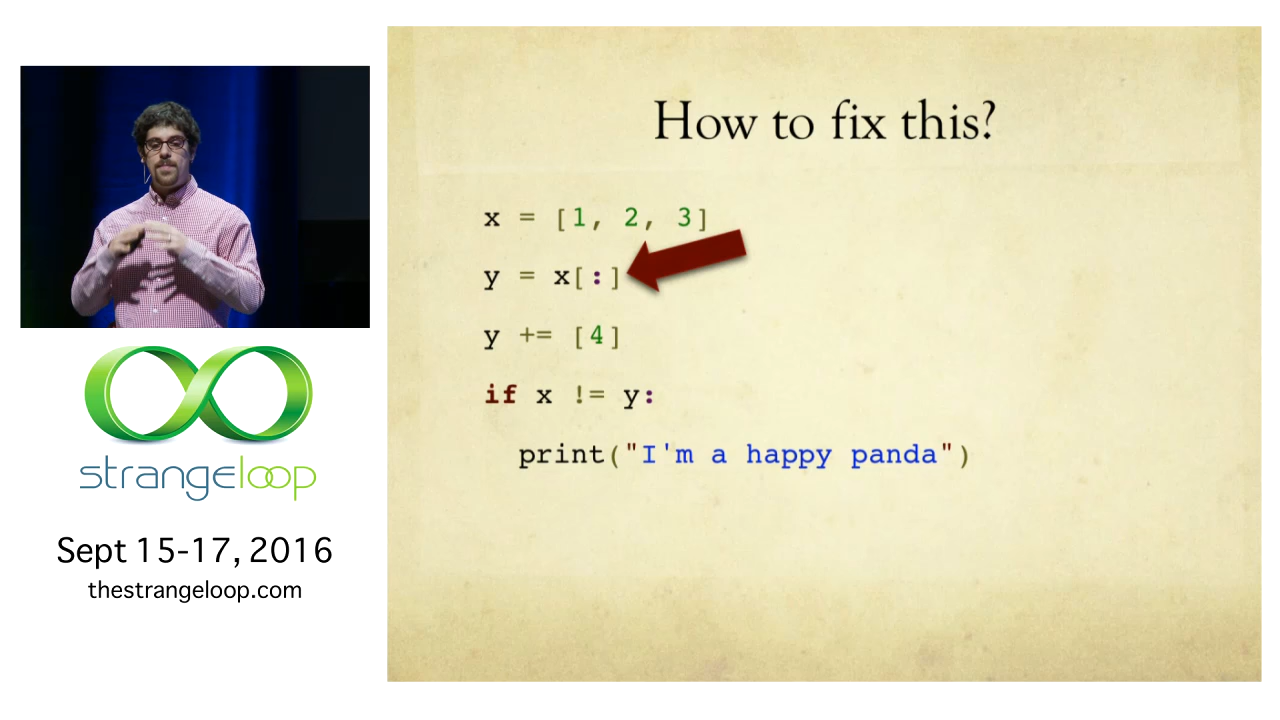 How to fix this?
x = [1, 2, 3]
y = x[:]
y += [4]
if x != y:
print("I'm a happy panda")
strangeloop
Sept 15-17, 2016
thestrangeloop.com